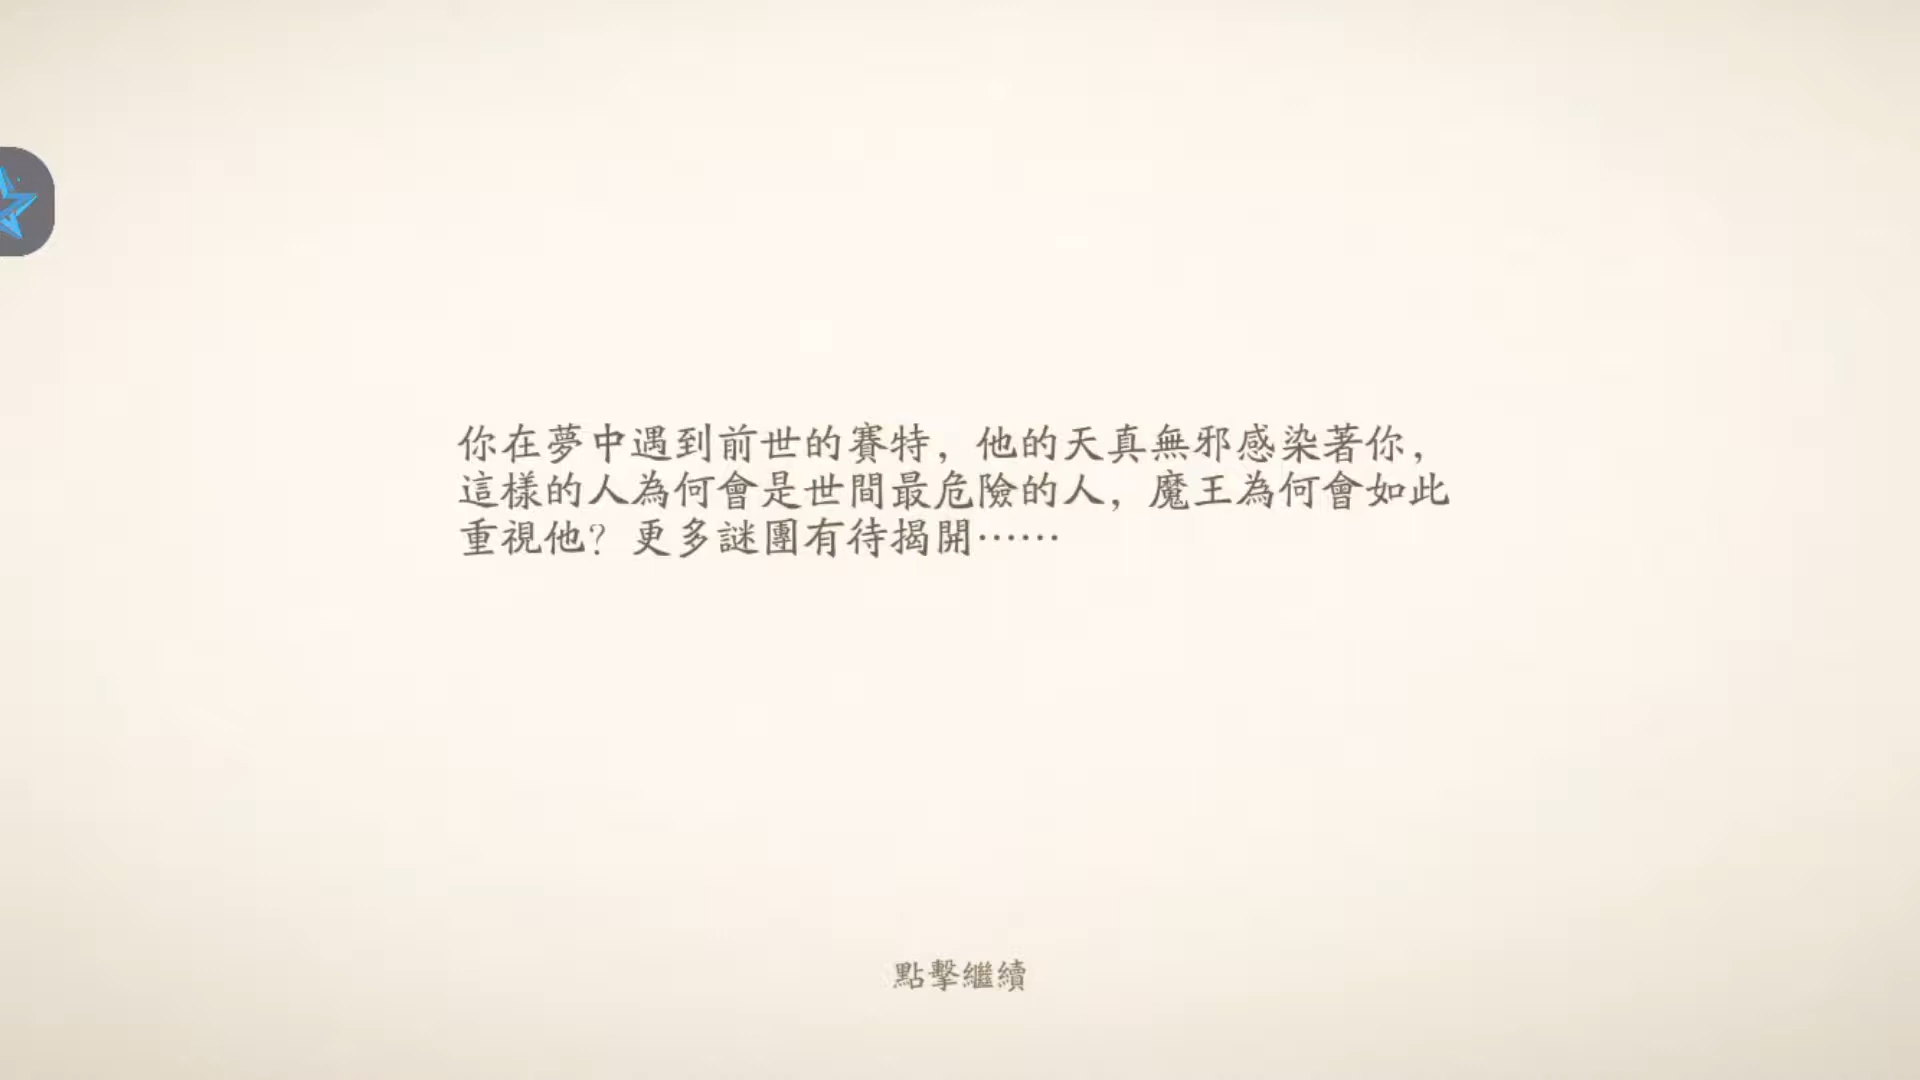 你在夢中遇到前世的賽特，他的天真無邪感染著你，
這樣的人為何會是世間最危險的人，魔王為何會如此
重視他？更多謎團有待揭開⋯⋯
點擊繼續